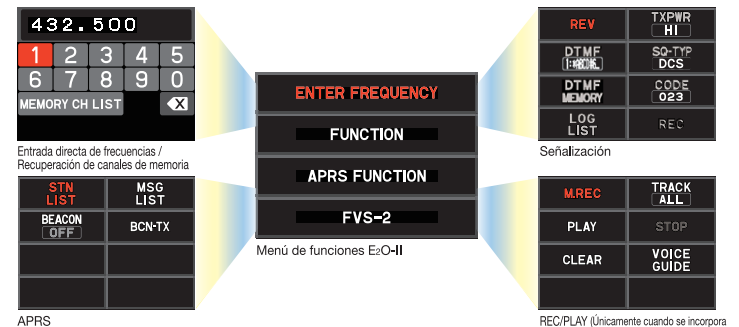 432.500
1 2 3 4 5
6 7 8 9 0
MEMORY CH LIST
X
Entrada directa de frecuencias /
Recuperación de canales de memoria
STN LIST
MSG LIST
BEACON OFF
BCN-TX
APRS
ENTER FREQUENCY
FUNCTION
APRS FUNCTION
FVS-2
Menú de funciones E2O-II
REV
TXPWR HI
DTMF
SQ-TYP DCS
DTMF MEMORY
CODE 023
LOG LIST
REC
Señalización
M.REC
TRACK ALL
PLAY
STOP
CLEAR
VOICE GUIDE
REC/PLAY (Únicamente cuando se incorpora